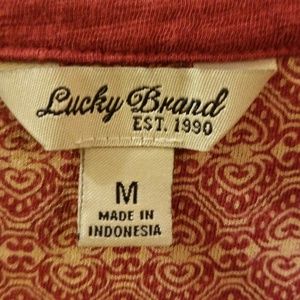 Lucky Brand
EST. 1990
M
MADE IN
INDONESIA